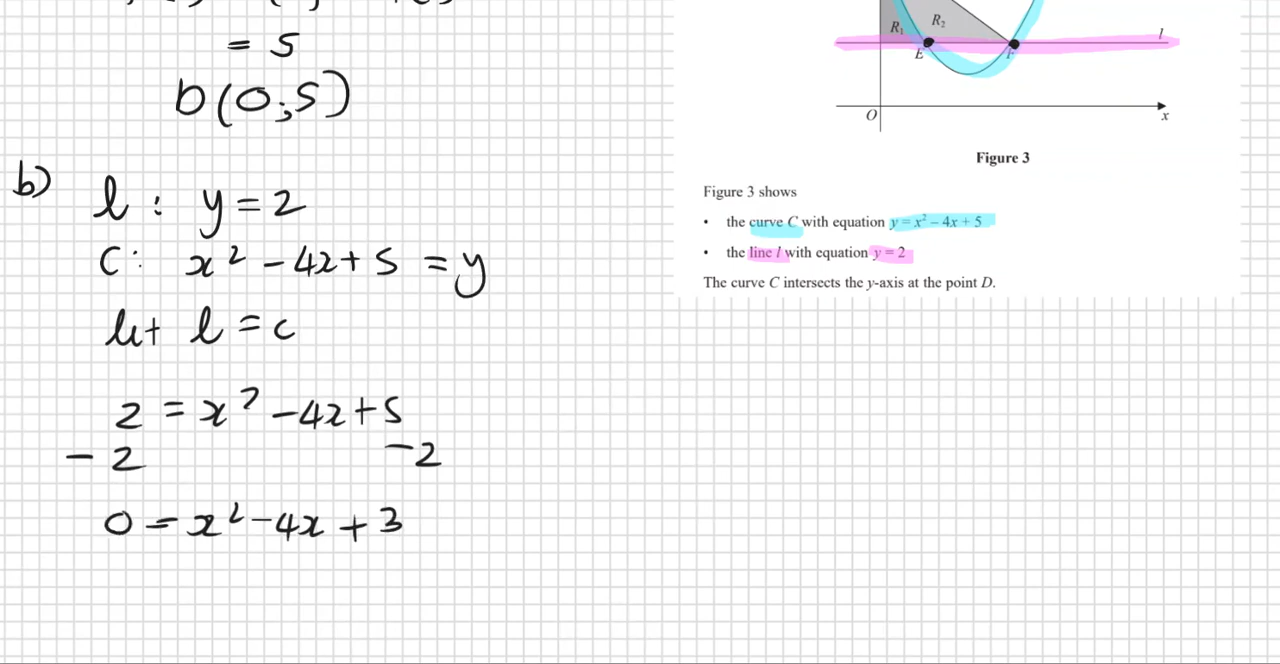 = 5
b(0;5)
b) l : y = 2
C: x² - 4x + 5 = y
let l = c
2 = x² - 4x + 5
- 2 - 2
0 = x² - 4x + 3
R₁
R₂
l
E
F
O
x
Figure 3
Figure 3 shows
• the curve C with equation y = x² – 4x + 5
• the line l with equation y = 2
The curve C intersects the y-axis at the point D.